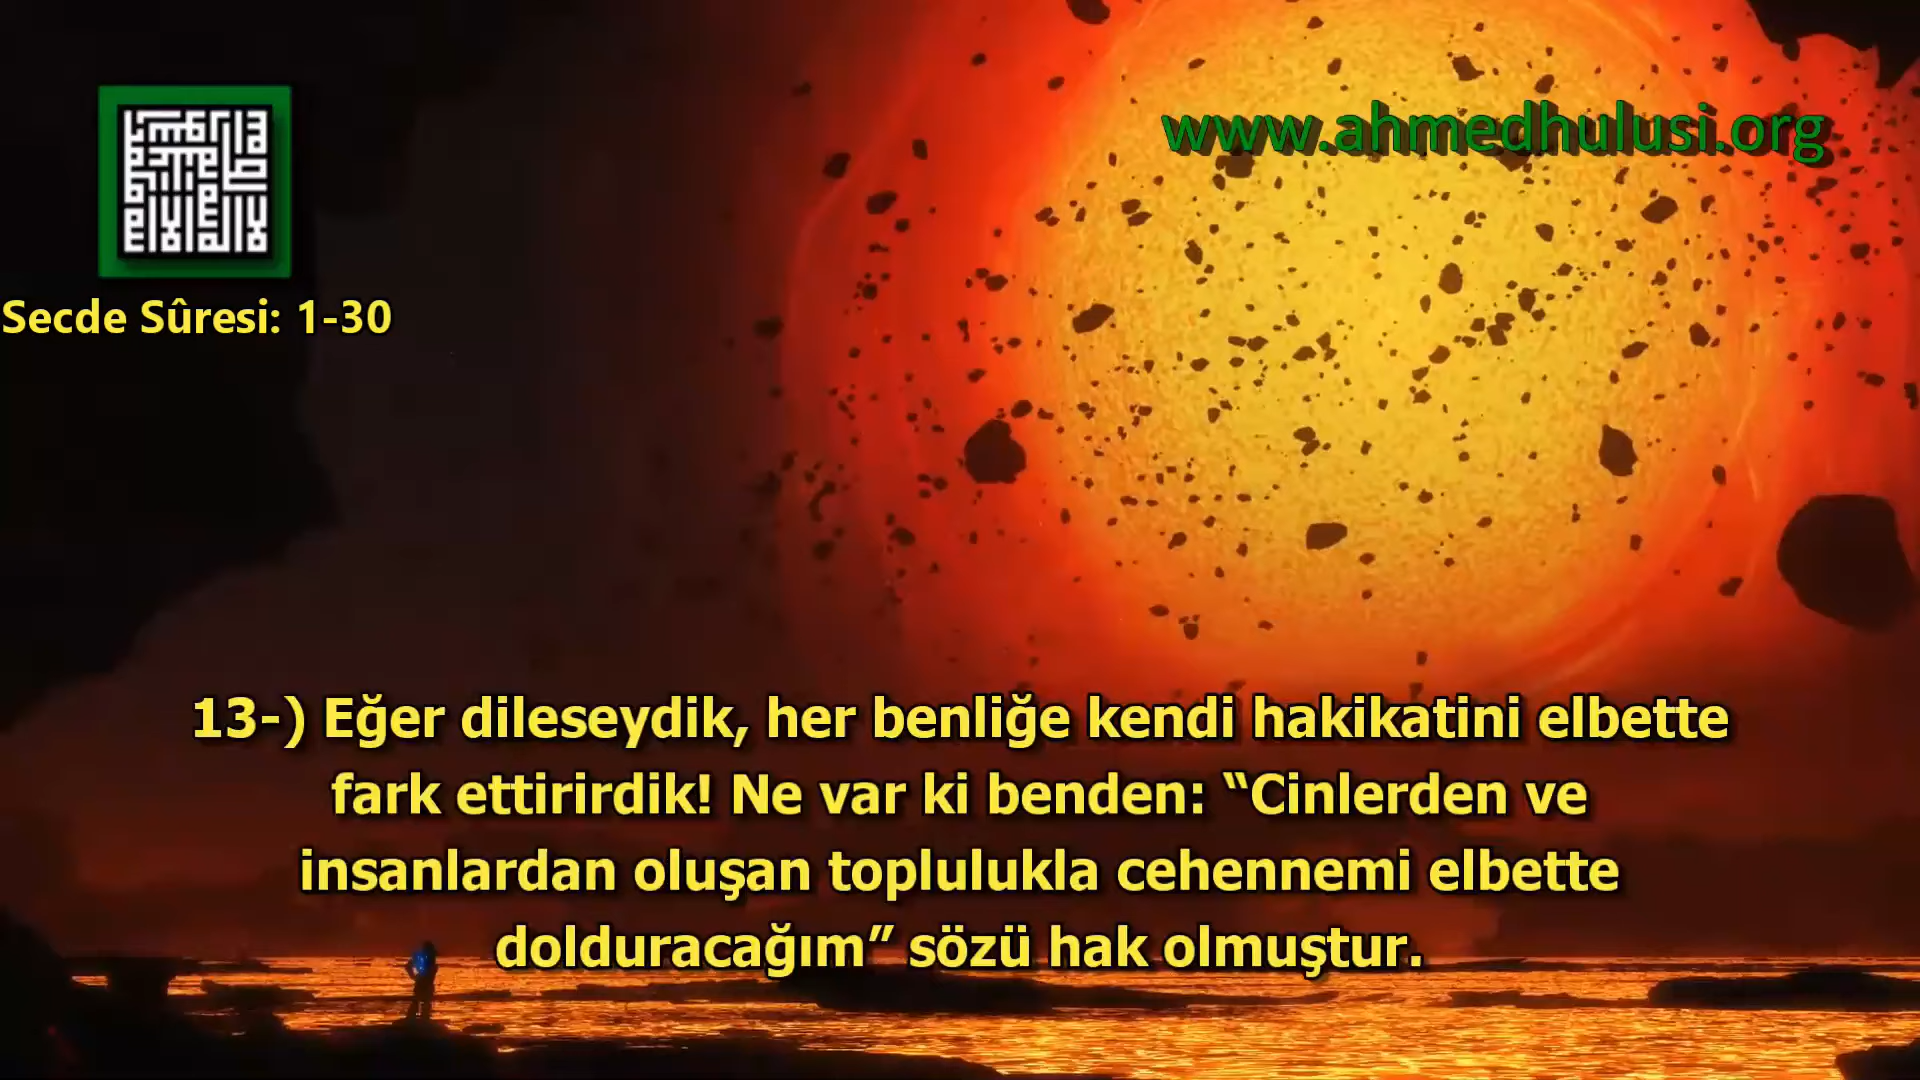 www.ahmedhulusi.org
Secde Sûresi: 1-30
13-) Eğer dileseydik, her benliğe kendi hakikatini elbette
fark ettirirdik! Ne var ki benden: “Cinlerden ve
insanlardan oluşan toplulukla cehennemi elbette
dolduracağım” sözü hak olmuştur.